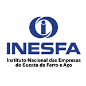 INESFA
Instituto Nacional das Empresas
de Sucata de Ferro e Aço